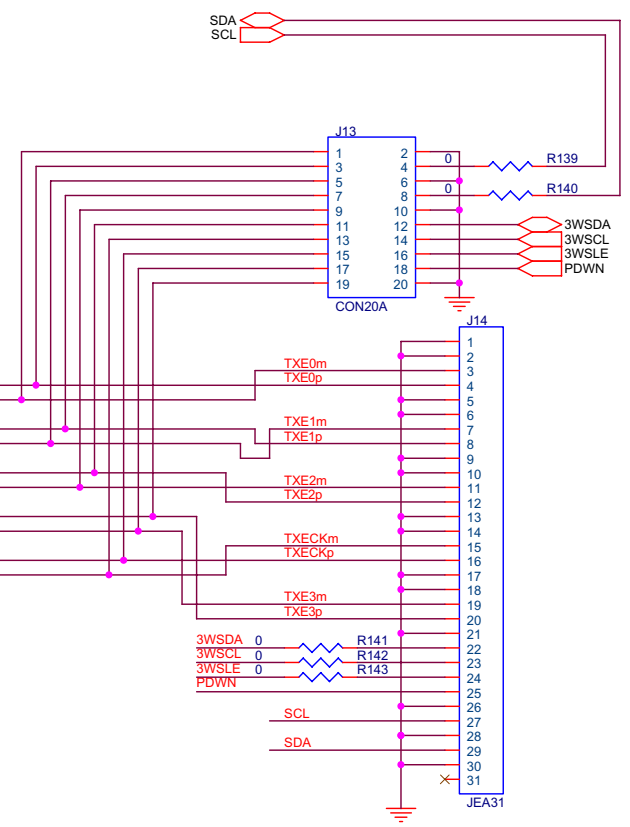 SDA
SCL
J13
1 2
3 4 0 R139
5 6
7 8 0 R140
9 10
11 12 3WSDA
13 14 3WSCL
15 16 3WSLE
17 18 PDWN
19 20
CON20A
J14
1
2
TXE0m 3
TXE0p 4
5
6
TXE1m 7
TXE1p 8
9
10
TXE2m 11
TXE2p 12
13
14
TXECKm 15
TXECKp 16
17
18
TXE3m 19
TXE3p 20
21
3WSDA 0 R141 22
3WSCL 0 R142 23
3WSLE 0 R143 24
PDWN 25
26
SCL 27
28
SDA 29
30
31
JEA31